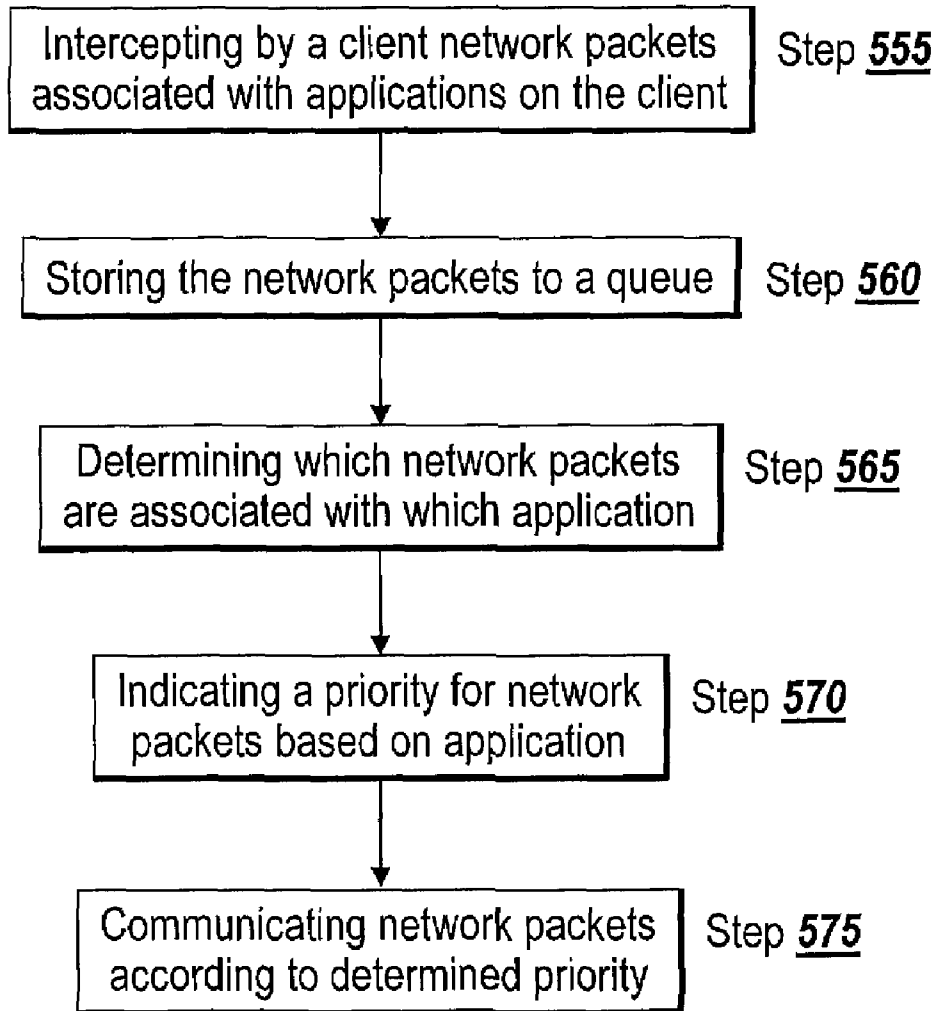 Intercepting by a client network packets
associated with applications on the client
Step 555
Storing the network packets to a queue
Step 560
Determining which network packets
are associated with which application
Step 565
Indicating a priority for network
packets based on application
Step 570
Communicating network packets
according to determined priority
Step 575